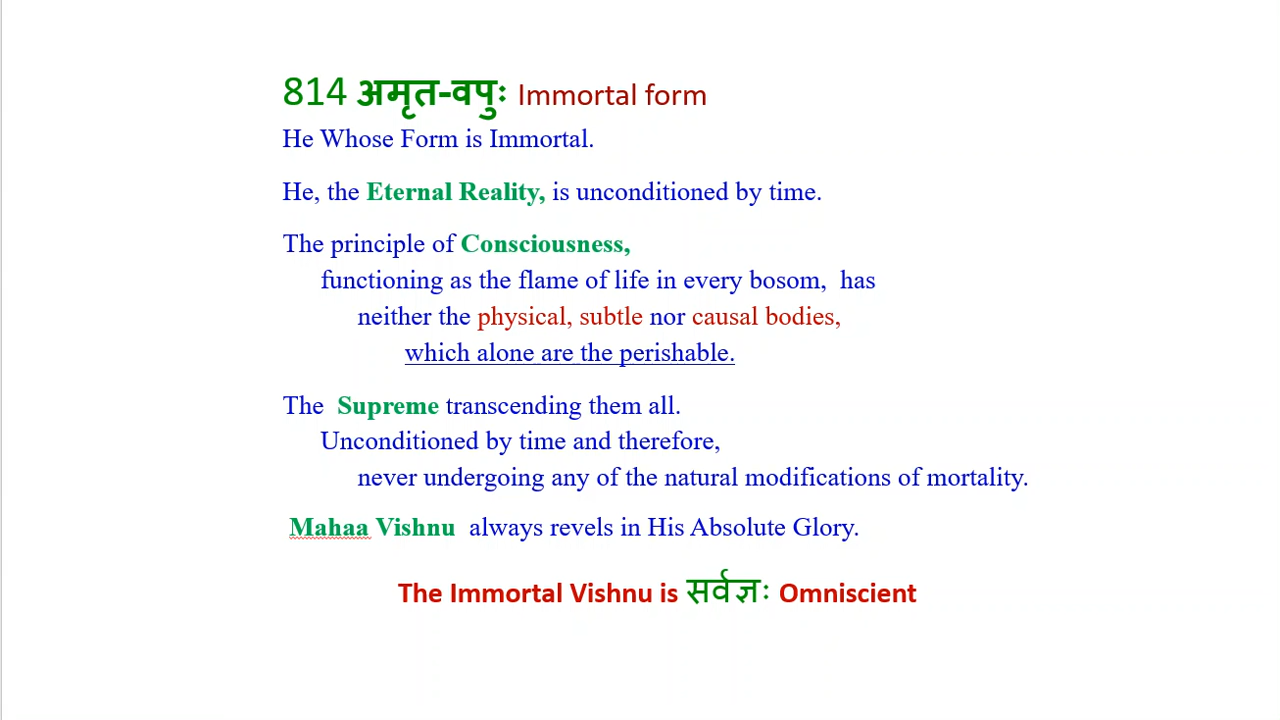 814 अमृत-वपुः Immortal form
He Whose Form is Immortal.
He, the Eternal Reality, is unconditioned by time.
The principle of Consciousness,
functioning as the flame of life in every bosom, has
neither the physical, subtle nor causal bodies,
which alone are the perishable.
The Supreme transcending them all.
Unconditioned by time and therefore,
never undergoing any of the natural modifications of mortality.
Mahaa Vishnu always revels in His Absolute Glory.
The Immortal Vishnu is सर्वज्ञः Omniscient